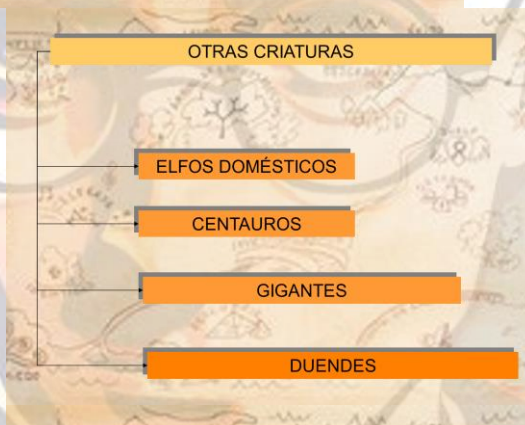 OTRAS CRIATURAS
ELFOS DOMÉSTICOS
CENTAUROS
GIGANTES
DUENDES